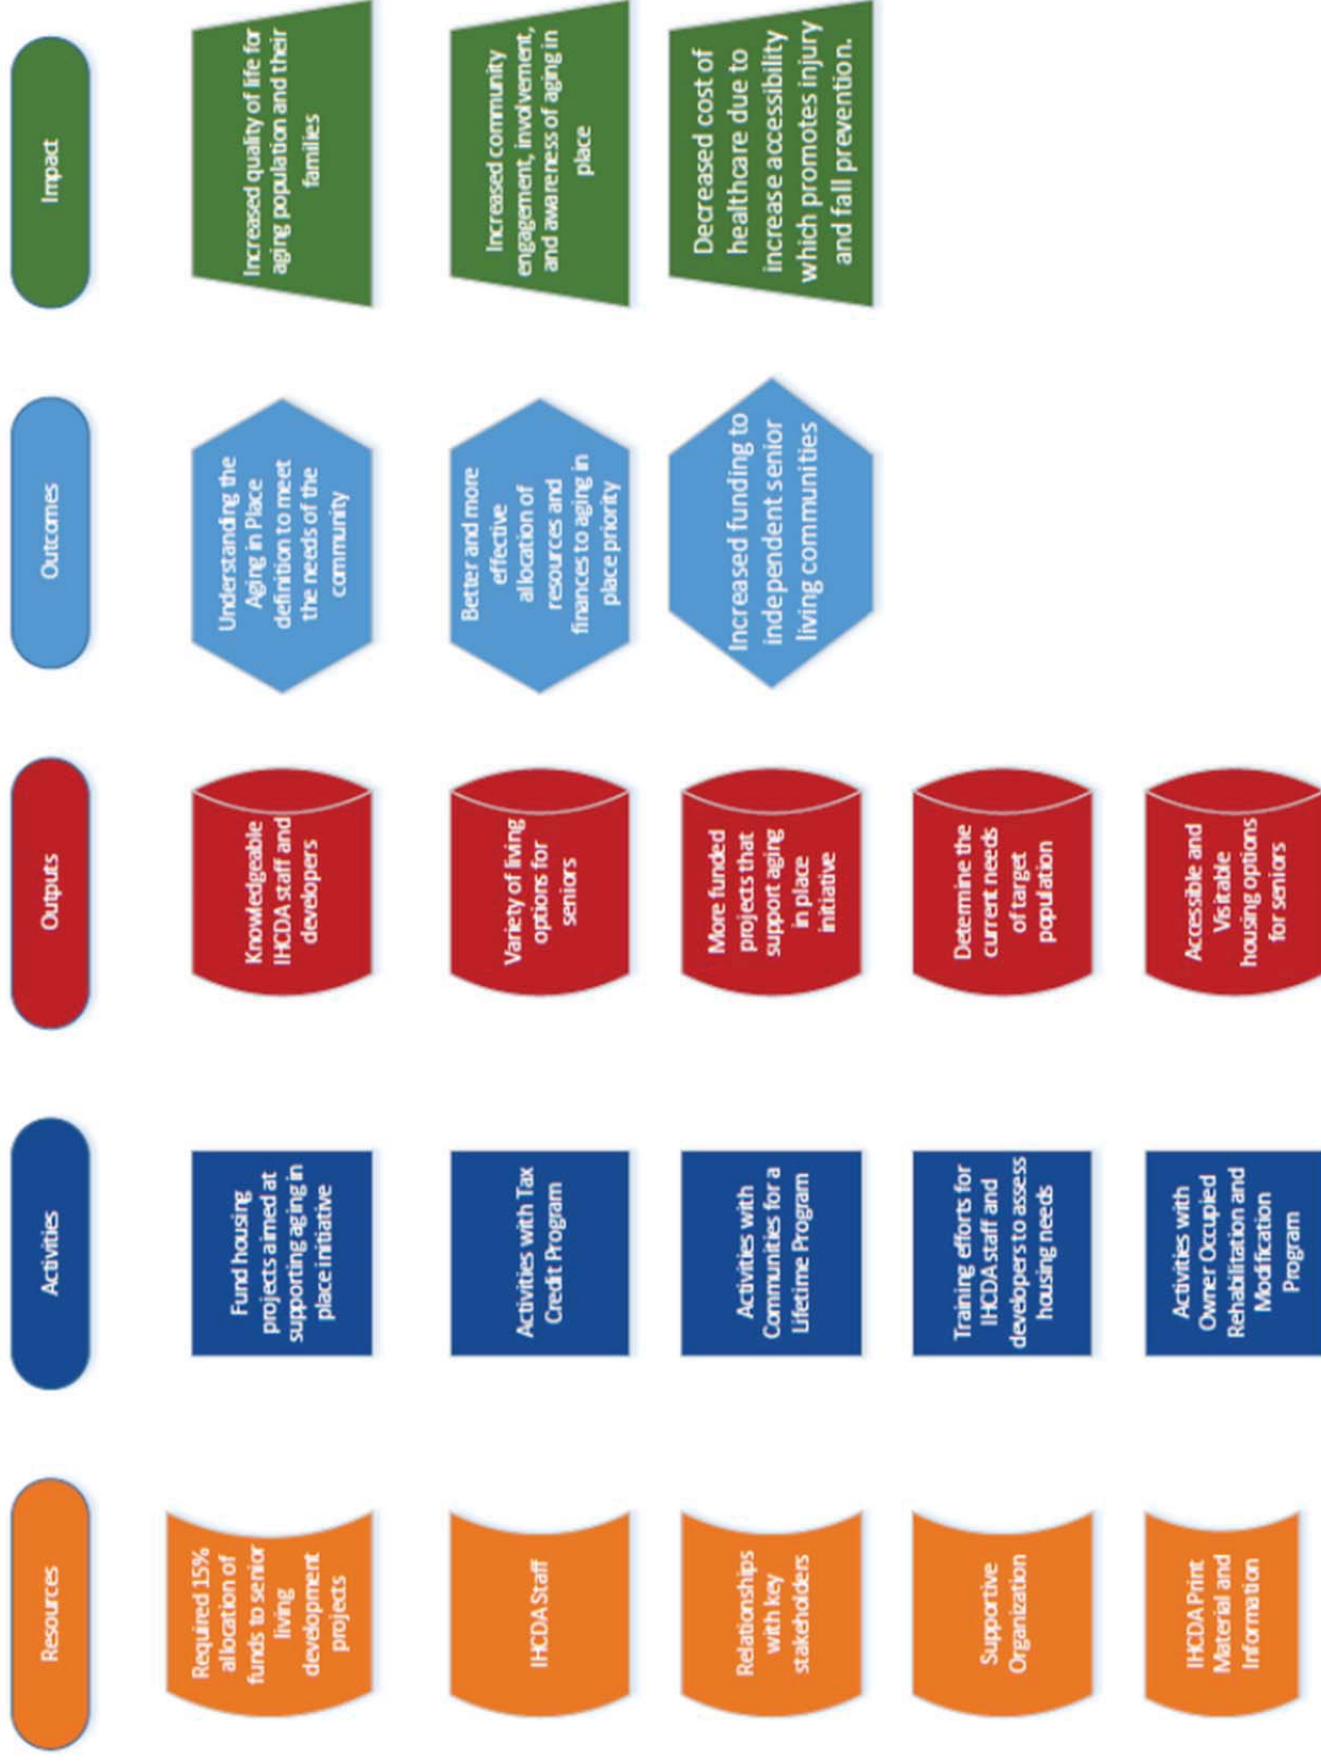 Resources
Activities
Outputs
Outcomes
Impact
Required 15%
allocation of
funds to senior
living
development
projects
Fund housing
projects aimed at
supporting aging in
place initiative
Knowledgeable
IHCDA staff and
developers
Understanding the
Aging in Place
definition to meet
the needs of the
community
Increased quality of life for
aging population and their
families
IHCDA Staff
Activities with Tax
Credit Program
Variety of living
options for
seniors
Better and more
effective
allocation of
resources and
finances to aging in
place priority
Increased community
engagement, involvement,
and awareness of aging in
place
Relationships
with key
stakeholders
Activities with
Communities for a
Lifetime Program
More funded
projects that
support aging
in place
initiative
Increased funding to
independent senior
living communities
Decreased cost of
healthcare due to
increase accessibility
which promotes injury
and fall prevention.
Supportive
Organization
Training efforts for
IHCDA staff and
developers to assess
housing needs
Determine the
current needs
of target
population
IHCDA Print
Material and
Information
Activities with
Owner Occupied
Rehabilitation and
Modification
Program
Accessible and
Visitable
housing options
for seniors